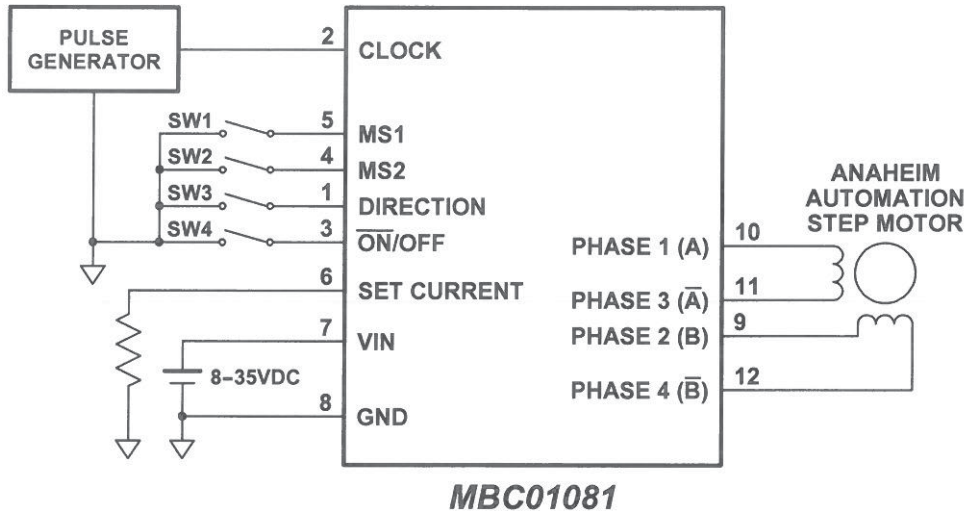 PULSE
GENERATOR
2
CLOCK
SW1
5
MS1
SW2
4
MS2
SW3
1
DIRECTION
SW4
3
O̅N̅/OFF
6
SET CURRENT
7
VIN
8–35VDC
8
GND
PHASE 1 (A)
10
PHASE 3 (A̅)
11
PHASE 2 (B)
9
PHASE 4 (B̅)
12
ANAHEIM
AUTOMATION
STEP MOTOR
MBC01081